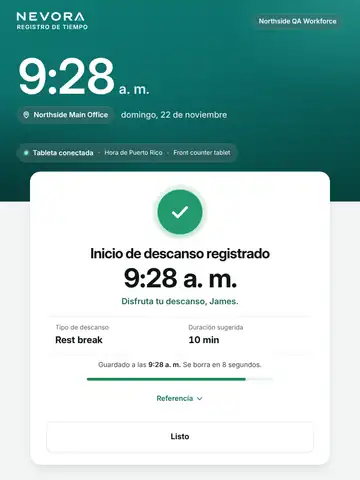 NEVORA
REGISTRO DE TIEMPO
Northside QA Workforce
9:28 a. m.
Northside Main Office domingo, 22 de noviembre
Tableta conectada · Hora de Puerto Rico · Front counter tablet
Inicio de descanso registrado
9:28 a. m.
Disfruta tu descanso, James.
Tipo de descanso Duración sugerida
Rest break 10 min
Guardado a las 9:28 a. m. Se borra en 8 segundos.
Referencia
Listo